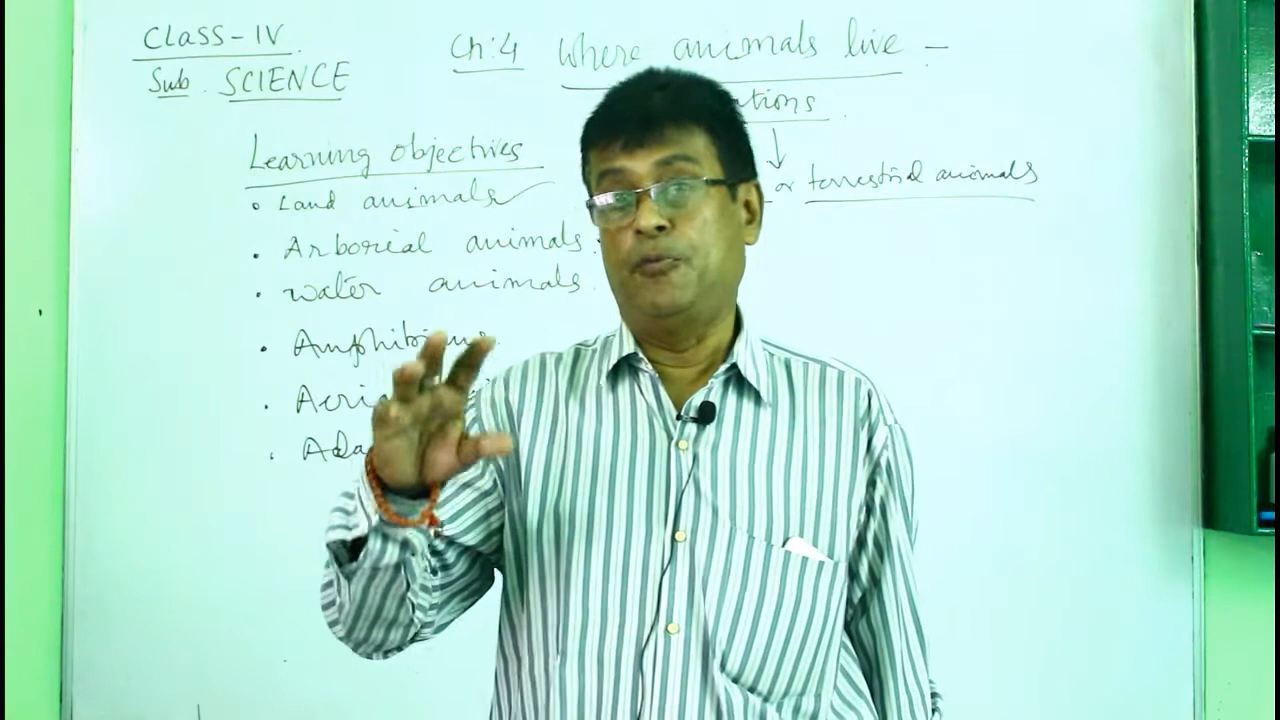 CLASS-IV
Sub. SCIENCE
Ch:4 Where animals live —
Learning objectives
• Land animals ✓
• Arborial animals.
• water animals.
• Amphibians.
or terrestrial animals